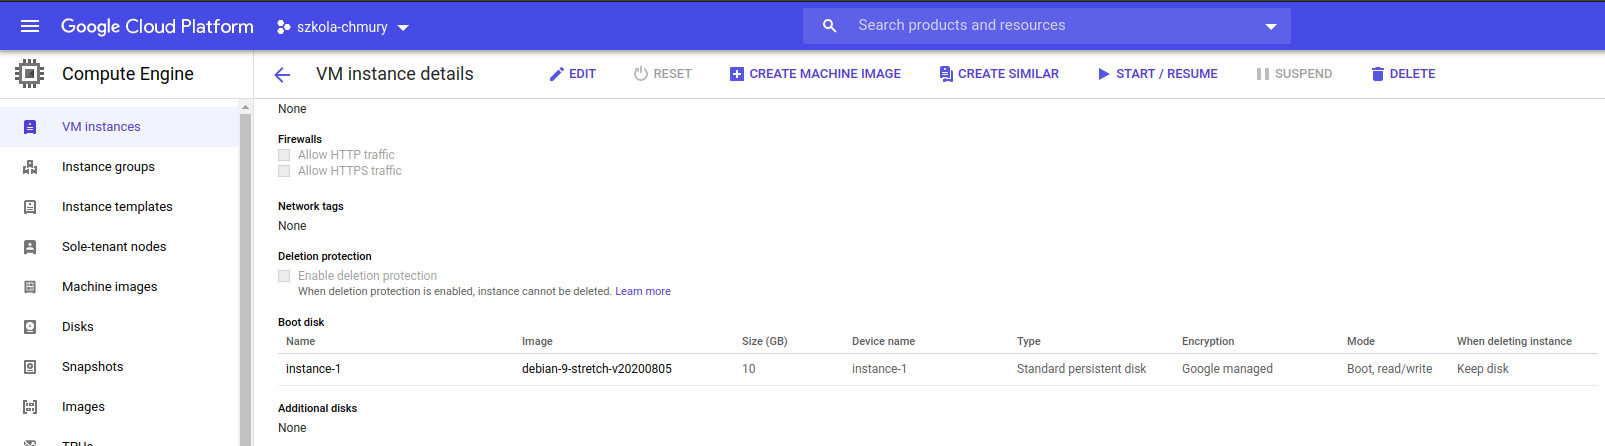 Google Cloud Platform szkola-chmury Search products and resources
Compute Engine VM instance details EDIT RESET CREATE MACHINE IMAGE CREATE SIMILAR START / RESUME SUSPEND DELETE
VM instances
Instance groups
Instance templates
Sole-tenant nodes
Machine images
Disks
Snapshots
Images
TPUs
None
Firewalls
Allow HTTP traffic
Allow HTTPS traffic
Network tags
None
Deletion protection
Enable deletion protection
When deletion protection is enabled, instance cannot be deleted. Learn more
Boot disk
Name Image Size (GB) Device name Type Encryption Mode When deleting instance
instance-1 debian-9-stretch-v20200805 10 instance-1 Standard persistent disk Google managed Boot, read/write Keep disk
Additional disks
None